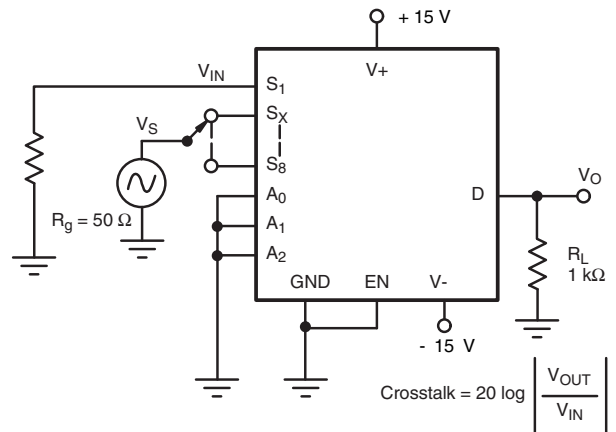 + 15 V
V+
VIN
S1
VS
SX
S8
Rg = 50 Ω
A0
A1
A2
D
VO
RL
1 kΩ
GND
EN
V-
- 15 V
Crosstalk = 20 log | VOUT / VIN |